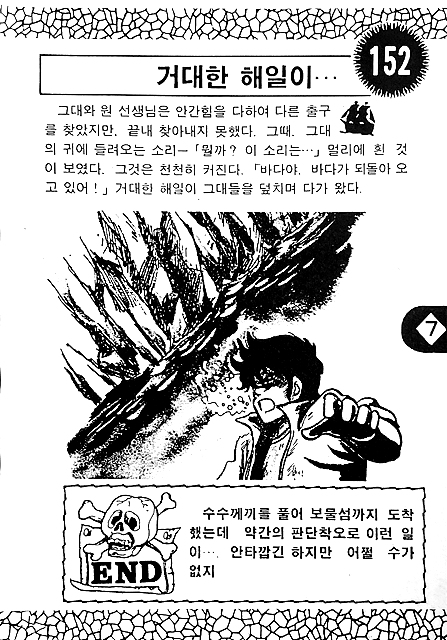 152
거대한 해일이…
그대와 원 선생님은 안간힘을 다하여 다른 출구
를 찾았지만, 끝내 찾아내지 못했다. 그때, 그대
의 귀에 들려오는 소리—「뭘까? 이 소리는…」 멀리에 흰 것
이 보였다. 그것은 천천히 커진다. 「바다야. 바다가 되돌아 오
고 있어!」 거대한 해일이 그대들을 덮치며 다가 왔다.
7
수수께끼를 풀어 보물섬까지 도착
했는데 약간의 판단착오로 이런 일
이…. 안타깝긴 하지만 어쩔 수가
없지
END